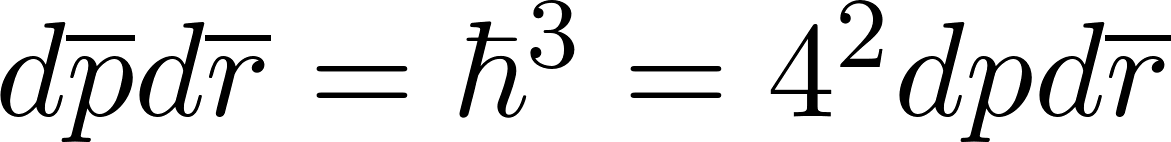 $d\overline{p}d\overline{r} = \hbar^3 = 4^2 dpd\overline{r}$